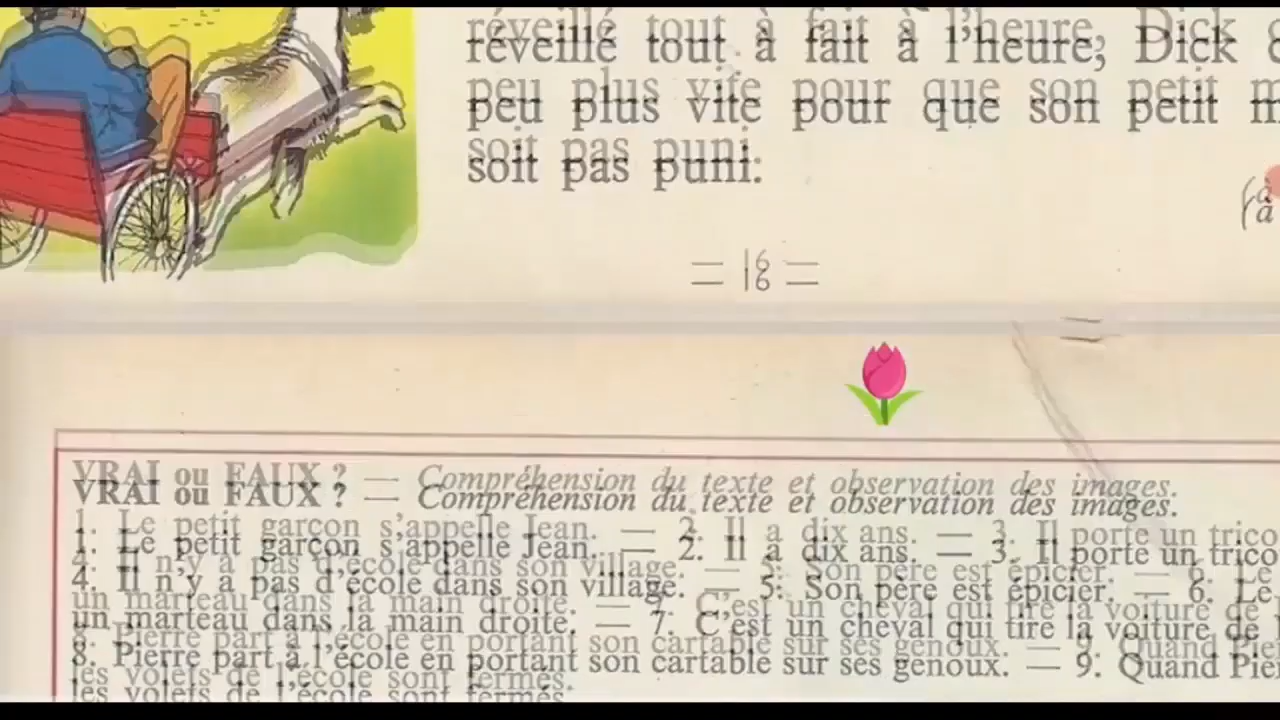 réveillé tout à fait à l'heure, Dick
peu plus vite pour que son petit
soit pas puni.
(à
— 16 —
VRAI ou FAUX ? — Compréhension du texte et observation des images.
1. Le petit garçon s'appelle Jean. — 2. Il a dix ans. — 3. Il porte un trico
4. Il n'y a pas d'école dans son village. — 5. Son père est épicier. — 6. Le
un marteau dans la main droite. — 7. C'est un cheval qui tire la voiture de
8. Pierre part à l'école en portant son cartable sur ses genoux. — 9. Quand Pier
les volets de l'école sont fermés.